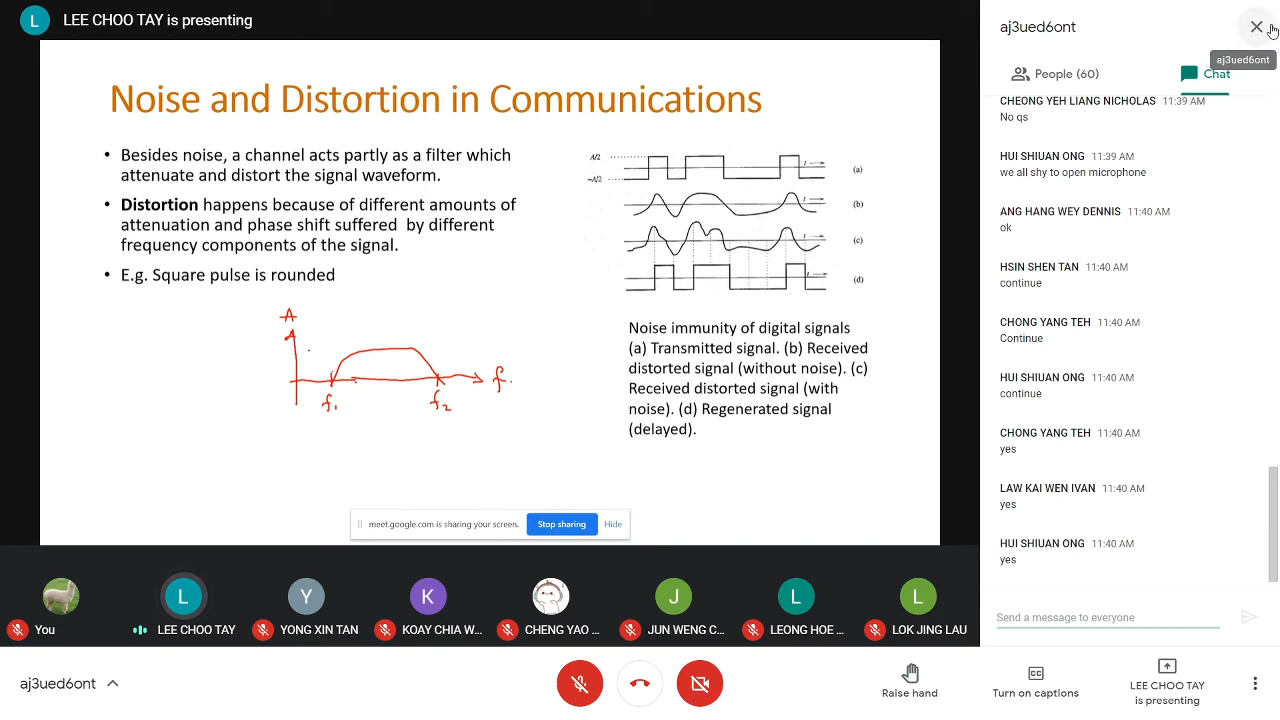 L LEE CHOO TAY is presenting
Noise and Distortion in Communications
• Besides noise, a channel acts partly as a filter which
attenuate and distort the signal waveform.
• Distortion happens because of different amounts of
attenuation and phase shift suffered by different
frequency components of the signal.
• E.g. Square pulse is rounded
A
f.
f₁
f₂
A/2
t
(a)
-A/2
t
(b)
t
(c)
t
(d)
Noise immunity of digital signals
(a) Transmitted signal. (b) Received
distorted signal (without noise). (c)
Received distorted signal (with
noise). (d) Regenerated signal
(delayed).
meet.google.com is sharing your screen. Stop sharing Hide
L Y K J L L
You LEE CHOO TAY YONG XIN TAN KOAY CHIA W... CHENG YAO ... JUN WENG C... LEONG HOE ... LOK JING LAU
aj3ued6ont
aj3ued6ont
People (60) Chat
CHEONG YEH LIANG NICHOLAS 11:39 AM
No qs
HUI SHIUAN ONG 11:39 AM
we all shy to open microphone
ANG HANG WEY DENNIS 11:40 AM
ok
HSIN SHEN TAN 11:40 AM
continue
CHONG YANG TEH 11:40 AM
Continue
HUI SHIUAN ONG 11:40 AM
continue
CHONG YANG TEH 11:40 AM
yes
LAW KAI WEN IVAN 11:40 AM
yes
HUI SHIUAN ONG 11:40 AM
yes
Send a message to everyone
aj3ued6ont
Raise hand
CC
Turn on captions
LEE CHOO TAY
is presenting